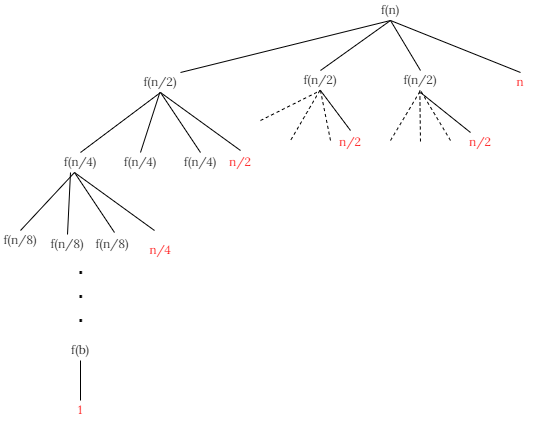 f(n)
f(n/2) f(n/2) f(n/2) n
n/2 n/2
f(n/4) f(n/4) f(n/4) n/2
f(n/8) f(n/8) f(n/8) n/4
f(b)
1